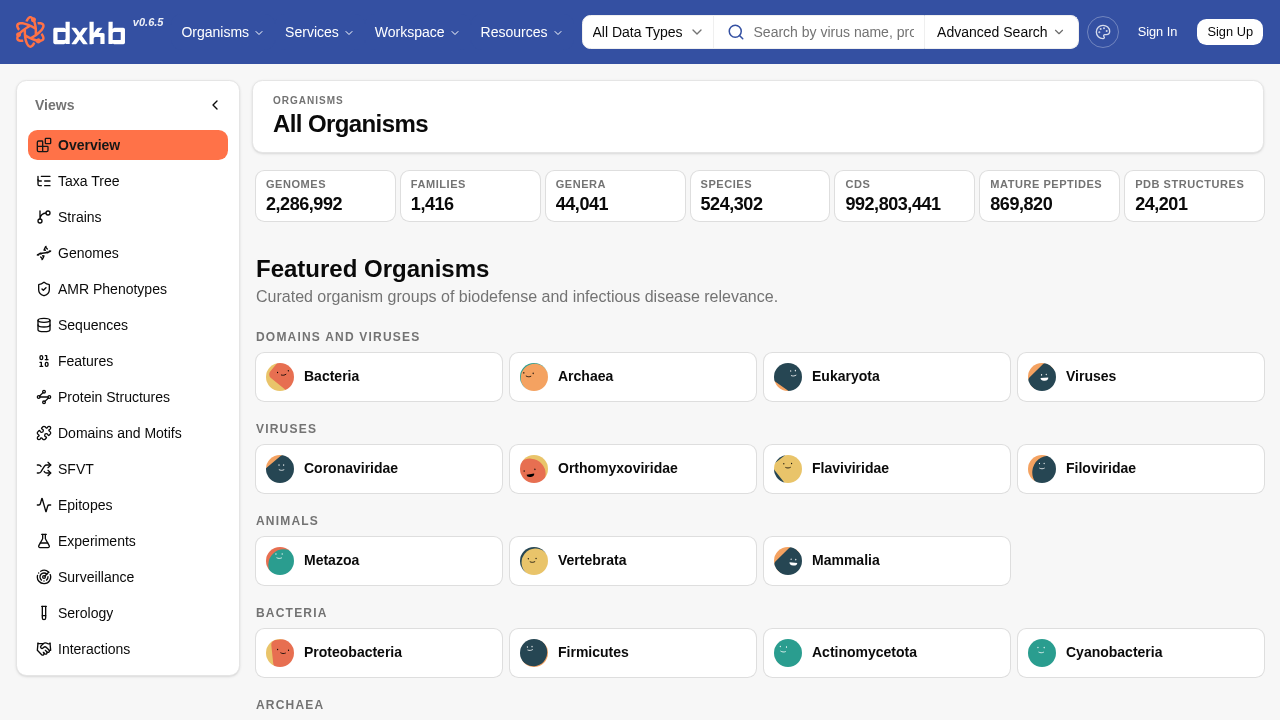 dxkb v0.6.5 Organisms Services Workspace Resources All Data Types Search by virus name, prc Advanced Search Sign In Sign Up
Views
Overview
Taxa Tree
Strains
Genomes
AMR Phenotypes
Sequences
Features
Protein Structures
Domains and Motifs
SFVT
Epitopes
Experiments
Surveillance
Serology
Interactions
ORGANISMS
All Organisms
GENOMES FAMILIES GENERA SPECIES CDS MATURE PEPTIDES PDB STRUCTURES
2,286,992 1,416 44,041 524,302 992,803,441 869,820 24,201
Featured Organisms
Curated organism groups of biodefense and infectious disease relevance.
DOMAINS AND VIRUSES
Bacteria Archaea Eukaryota Viruses
VIRUSES
Coronaviridae Orthomyxoviridae Flaviviridae Filoviridae
ANIMALS
Metazoa Vertebrata Mammalia
BACTERIA
Proteobacteria Firmicutes Actinomycetota Cyanobacteria
ARCHAEA